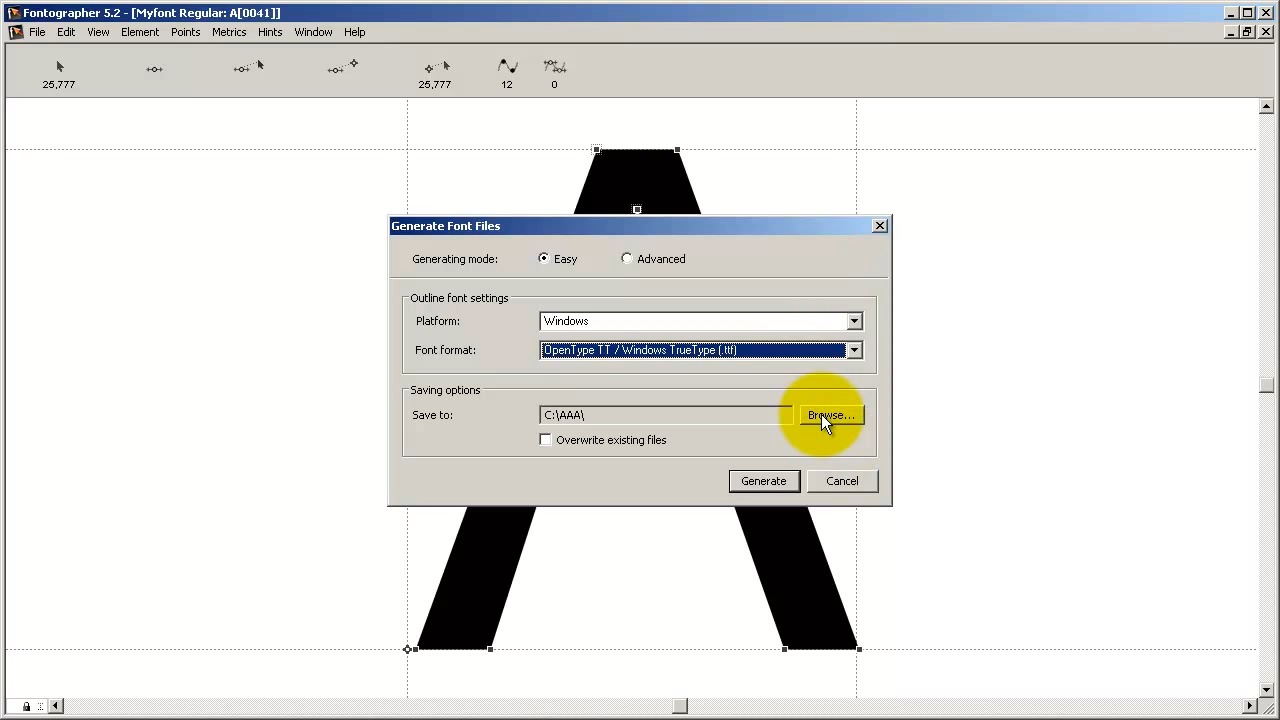 Fontographer 5.2 - [Myfont Regular: A[0041]]
File Edit View Element Points Metrics Hints Window Help
25,777 25,777 12 0
Generate Font Files
Generating mode: Easy Advanced
Outline font settings
Platform: Windows
Font format: OpenType TT / Windows TrueType (.ttf)
Saving options
Save to: C:\AAA\ Browse...
Overwrite existing files
Generate Cancel